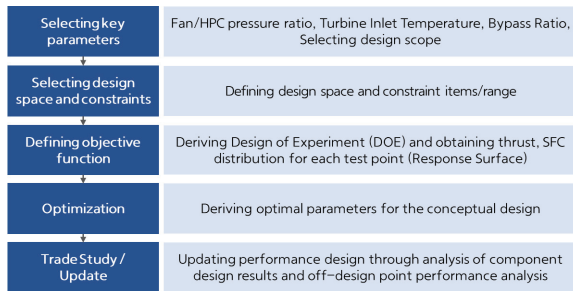 Selecting key
parameters
Fan/HPC pressure ratio, Turbine Inlet Temperature, Bypass Ratio,
Selecting design scope
Selecting design
space and constraints
Defining design space and constraint items/range
Defining objective
function
Deriving Design of Experiment (DOE) and obtaining thrust, SFC
distribution for each test point (Response Surface)
Optimization
Deriving optimal parameters for the conceptual design
Trade Study /
Update
Updating performance design through analysis of component
design results and off-design point performance analysis